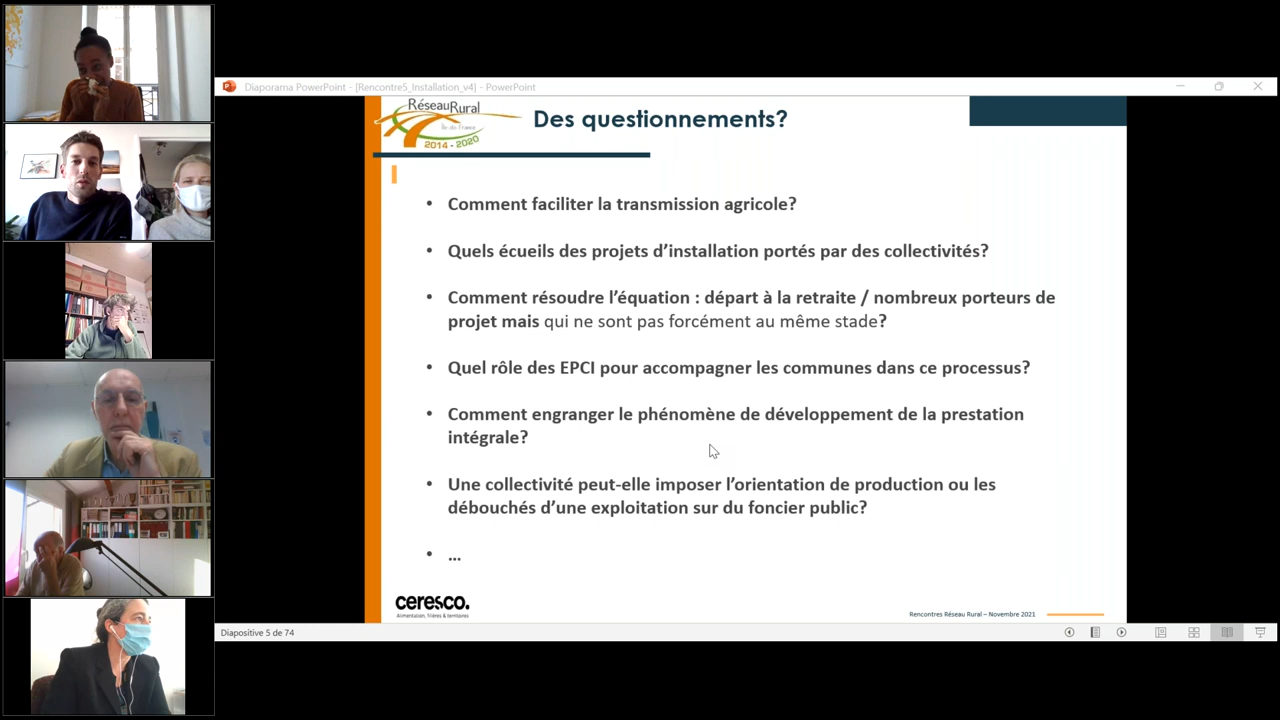 Diaporama PowerPoint - [Rencontre5_Installation_v4] - PowerPoint
RéseauRural
Île de France
2014 - 2020
Des questionnements?
• Comment faciliter la transmission agricole?
• Quels écueils des projets d’installation portés par des collectivités?
• Comment résoudre l’équation : départ à la retraite / nombreux porteurs de
projet mais qui ne sont pas forcément au même stade?
• Quel rôle des EPCI pour accompagner les communes dans ce processus?
• Comment engranger le phénomène de développement de la prestation
intégrale?
• Une collectivité peut-elle imposer l’orientation de production ou les
débouchés d’une exploitation sur du foncier public?
• ...
ceresco.
Alimentation, filières & territoires
Rencontres Réseau Rural – Novembre 2021
Diapositive 5 de 74